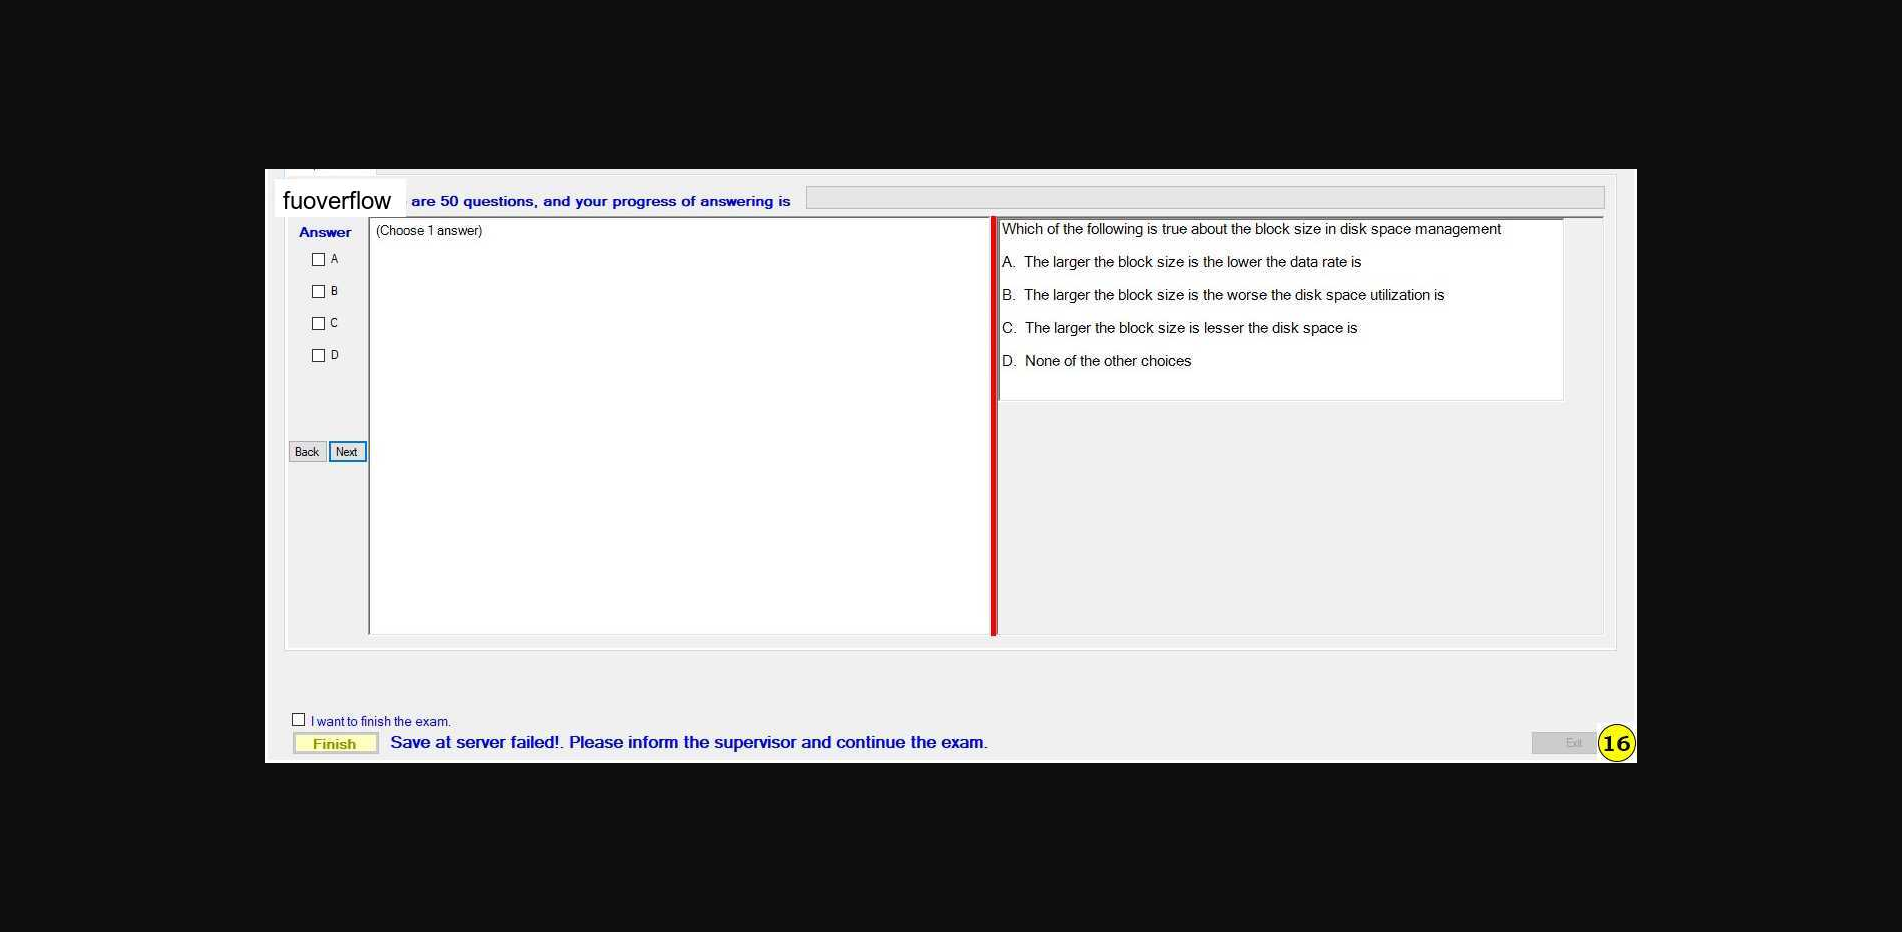 fuoverflow are 50 questions, and your progress of answering is
Answer
A
B
C
D
Back Next
(Choose 1 answer)
Which of the following is true about the block size in disk space management
A. The larger the block size is the lower the data rate is
B. The larger the block size is the worse the disk space utilization is
C. The larger the block size is lesser the disk space is
D. None of the other choices
I want to finish the exam.
Finish Save at server failed!. Please inform the supervisor and continue the exam.
Exit 16